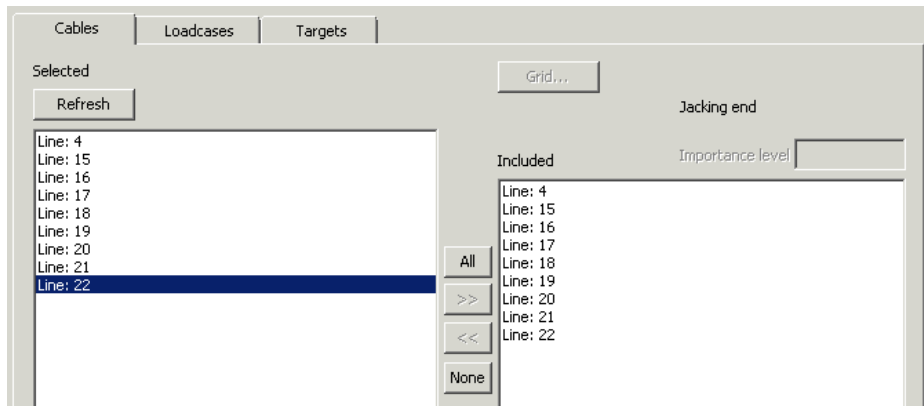 Cables
Loadcases
Targets
Selected
Refresh
Line: 4
Line: 15
Line: 16
Line: 17
Line: 18
Line: 19
Line: 20
Line: 21
Line: 22
All
>>
<<
None
Grid...
Jacking end
Importance level
Included
Line: 4
Line: 15
Line: 16
Line: 17
Line: 18
Line: 19
Line: 20
Line: 21
Line: 22